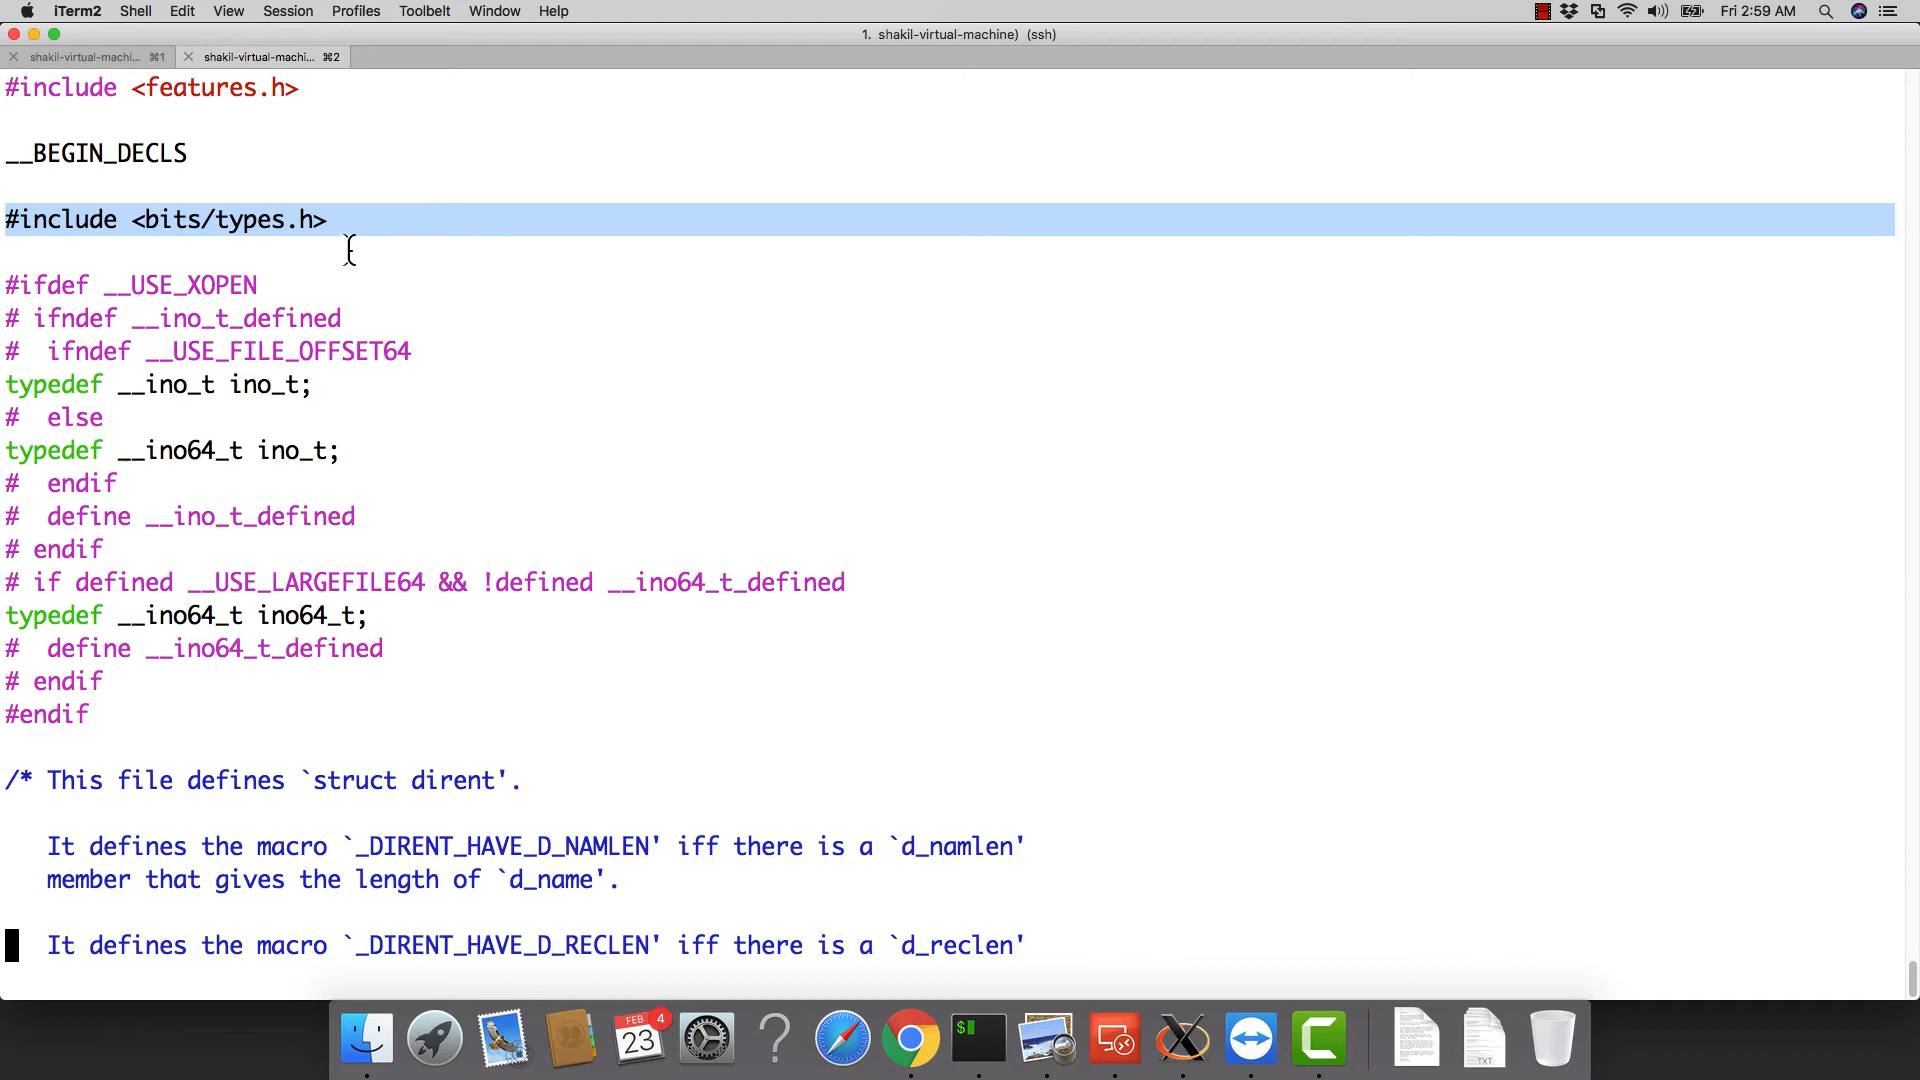 iTerm2 Shell Edit View Session Profiles Toolbelt Window Help Fri 2:59 AM
1. shakil-virtual-machine) (ssh)
shakil-virtual-machi... ⌘1 shakil-virtual-machi... ⌘2
#include <features.h>
__BEGIN_DECLS
#include <bits/types.h>
#ifdef __USE_XOPEN
# ifndef __ino_t_defined
#  ifndef __USE_FILE_OFFSET64
typedef __ino_t ino_t;
#  else
typedef __ino64_t ino_t;
#  endif
#  define __ino_t_defined
# endif
# if defined __USE_LARGEFILE64 && !defined __ino64_t_defined
typedef __ino64_t ino64_t;
#  define __ino64_t_defined
# endif
#endif
/* This file defines `struct dirent'.
It defines the macro `_DIRENT_HAVE_D_NAMLEN' iff there is a `d_namlen'
member that gives the length of `d_name'.
It defines the macro `_DIRENT_HAVE_D_RECLEN' iff there is a `d_reclen'
FEB 4
23
$
TXT